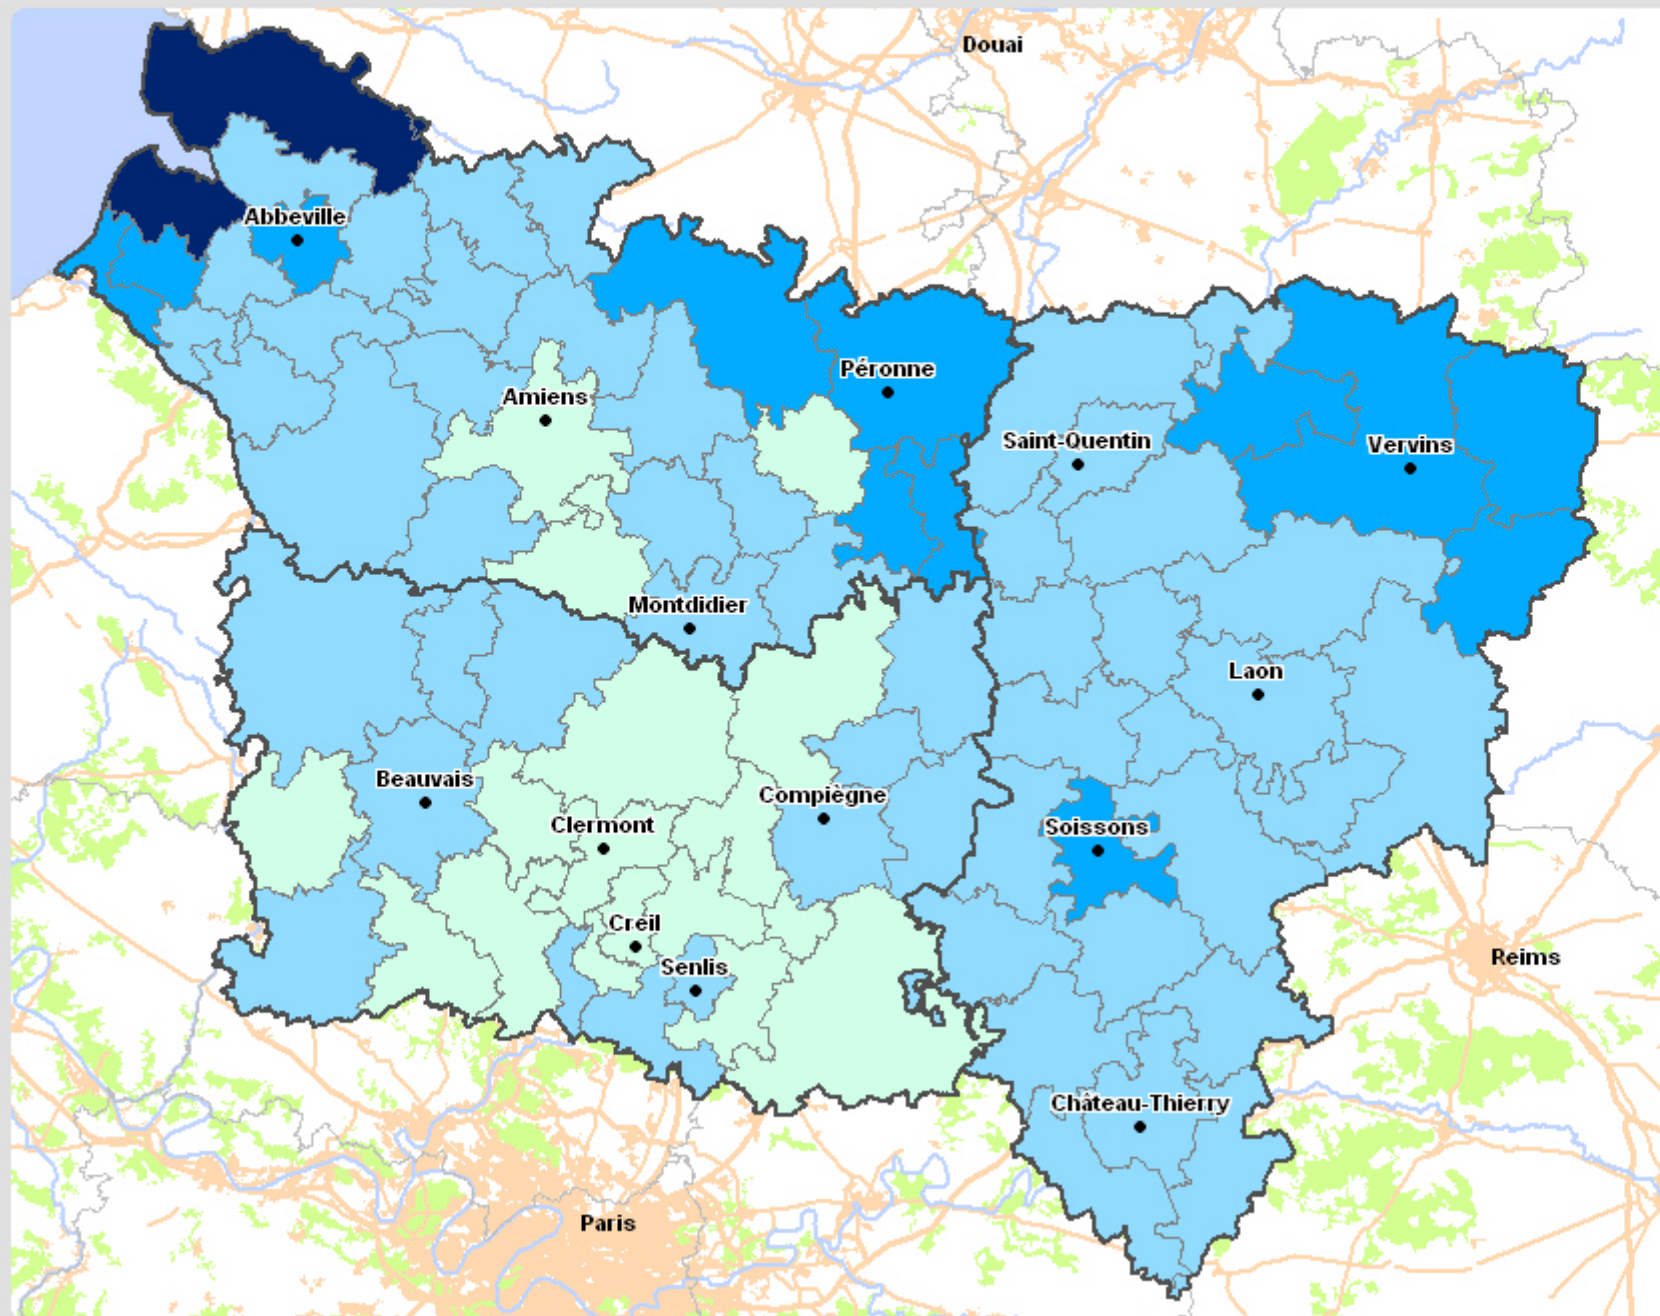 Douai
Abbeville
Péronne
Amiens
Saint-Quentin
Vervins
Montdidier
Laon
Beauvais
Compiègne
Clermont
Soissons
Creil
Senlis
Reims
Château-Thierry
Paris